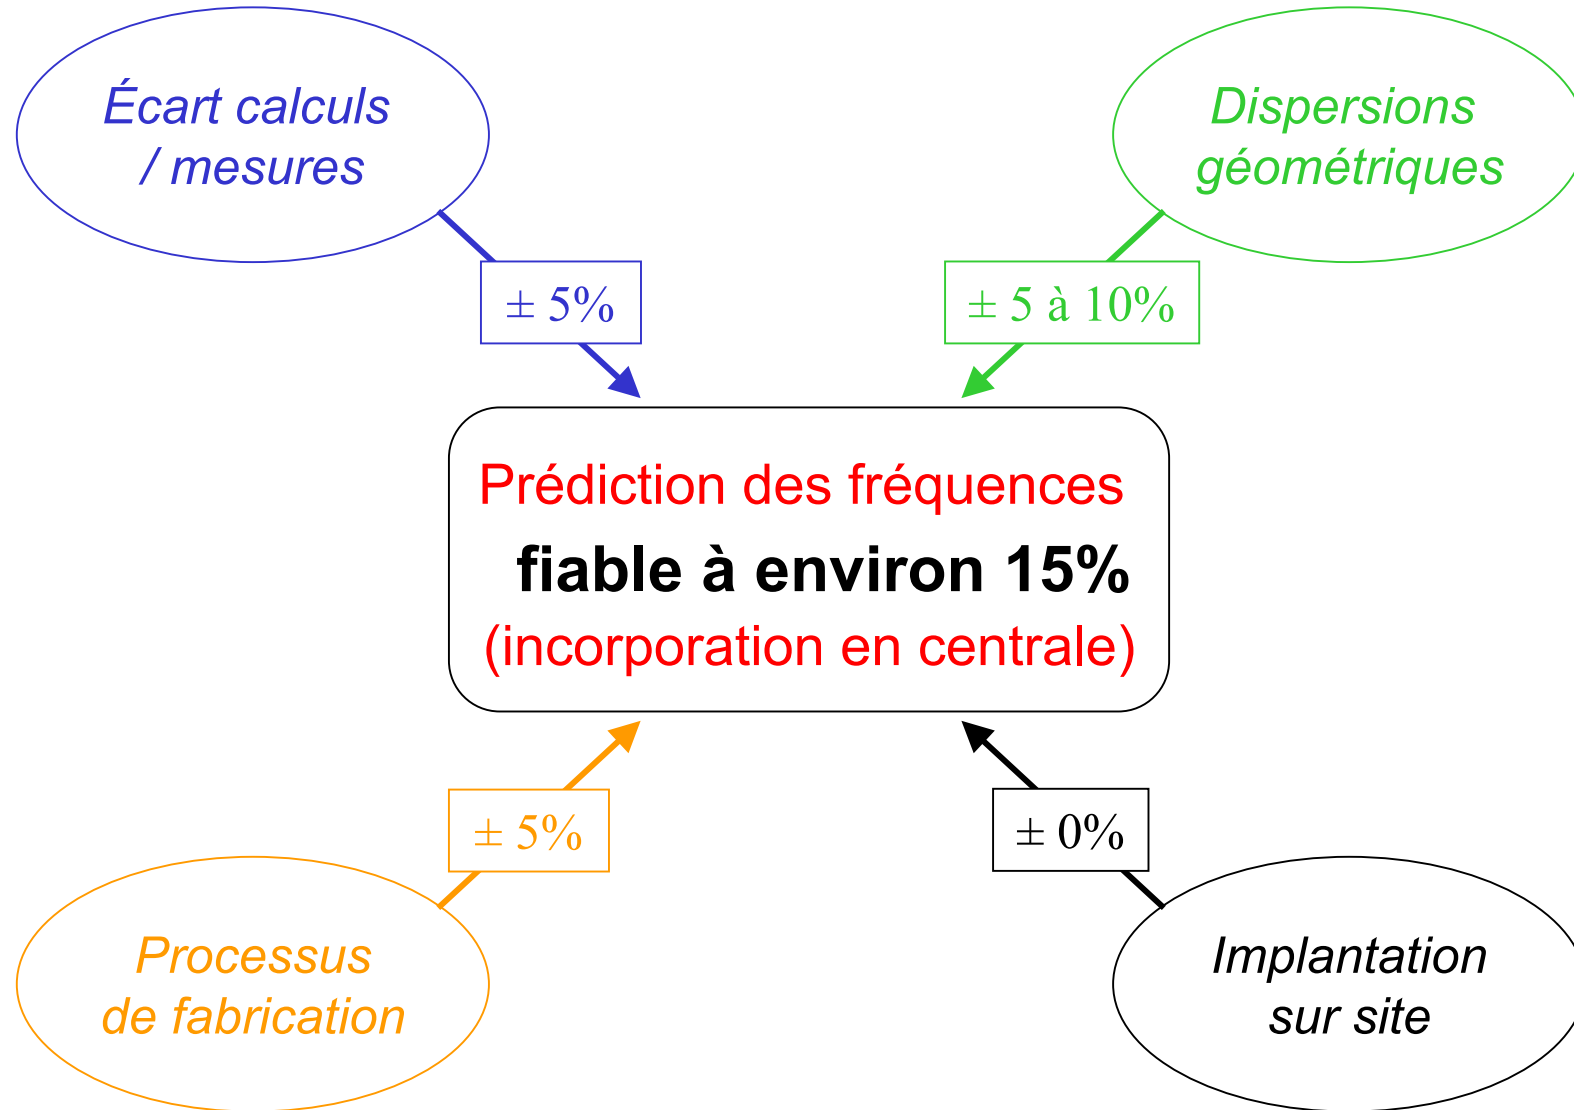 Écart calculs
/ mesures
Dispersions
géométriques
± 5%
± 5 à 10%
Prédiction des fréquences
fiable à environ 15%
(incorporation en centrale)
± 5%
± 0%
Processus
de fabrication
Implantation
sur site